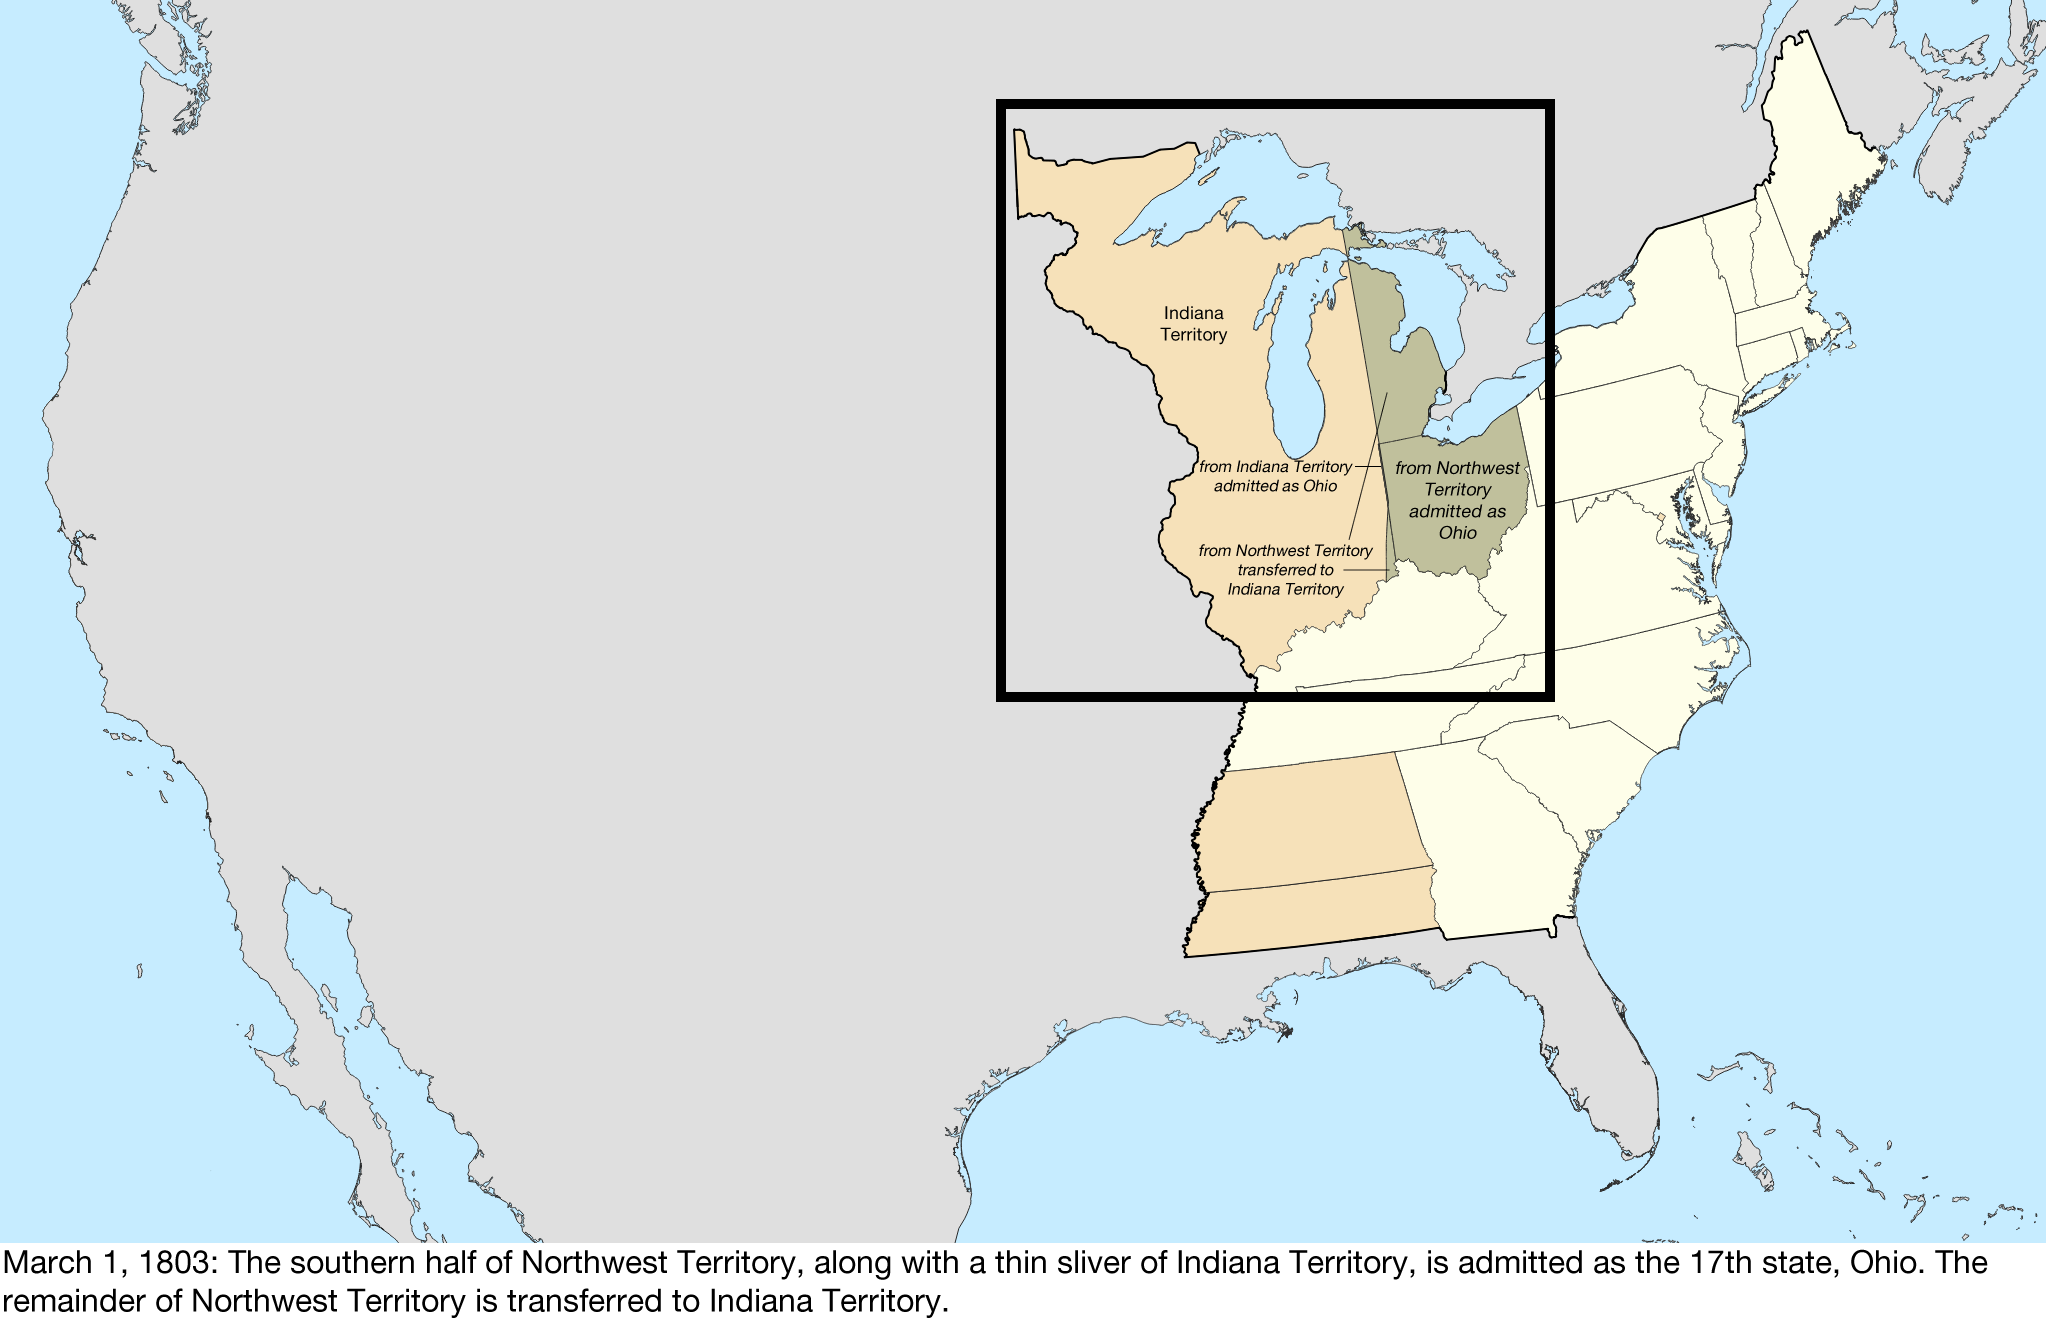 Indiana
Territory
from Indiana Territory
admitted as Ohio
from Northwest
Territory
admitted as
Ohio
from Northwest Territory
transferred to
Indiana Territory
March 1, 1803: The southern half of Northwest Territory, along with a thin sliver of Indiana Territory, is admitted as the 17th state, Ohio. The
remainder of Northwest Territory is transferred to Indiana Territory.